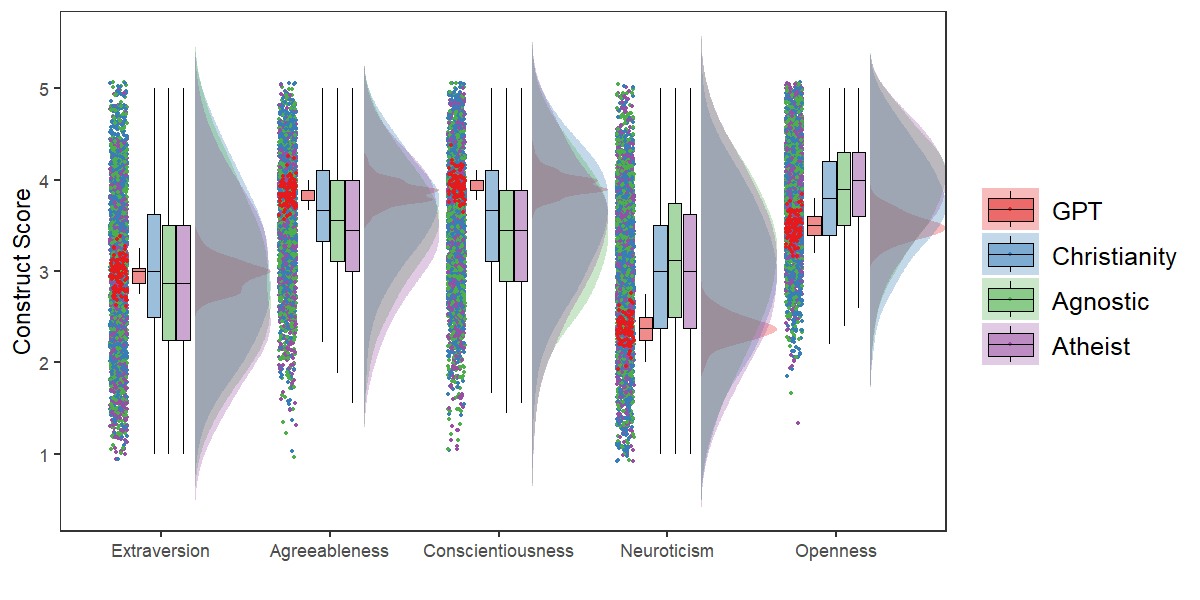 Construct Score
5
4
3
2
1
Extraversion
Agreeableness
Conscientiousness
Neuroticism
Openness
GPT
Christianity
Agnostic
Atheist